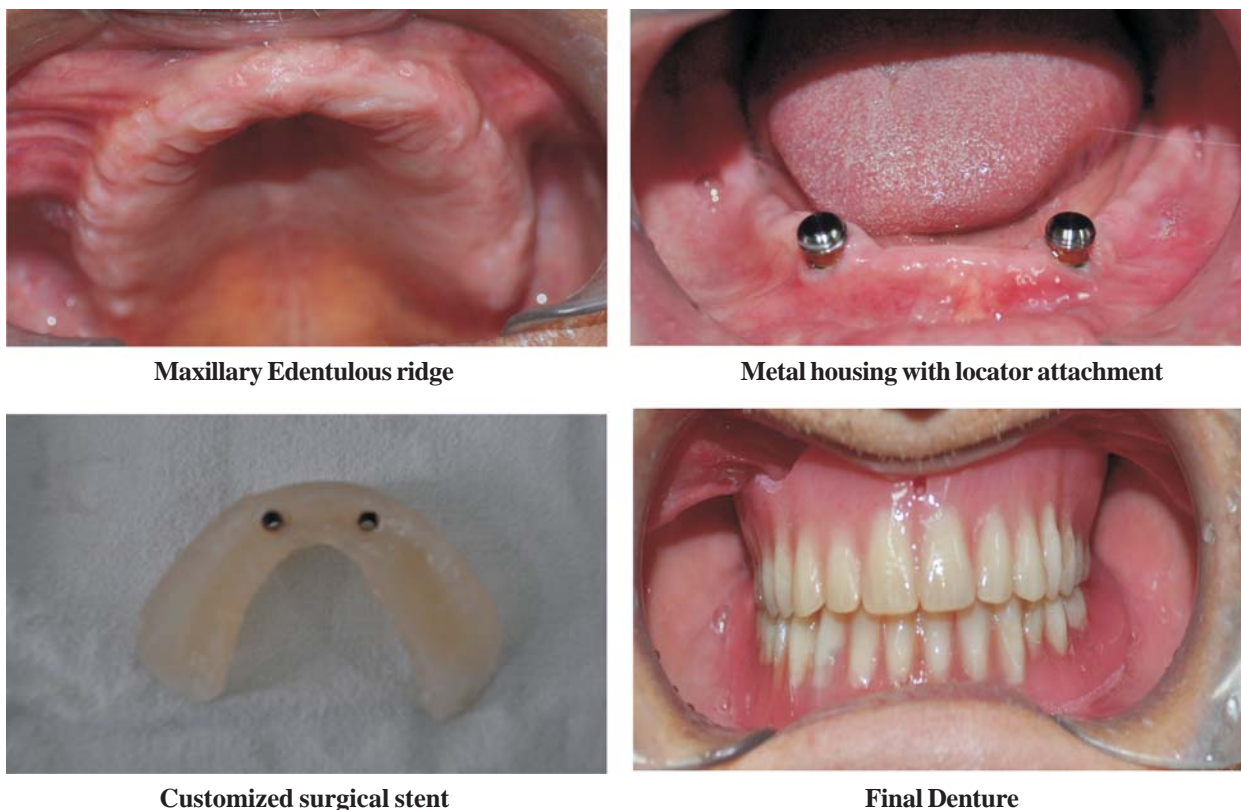 Maxillary Edentulous ridge
Metal housing with locator attachment
Customized surgical stent
Final Denture